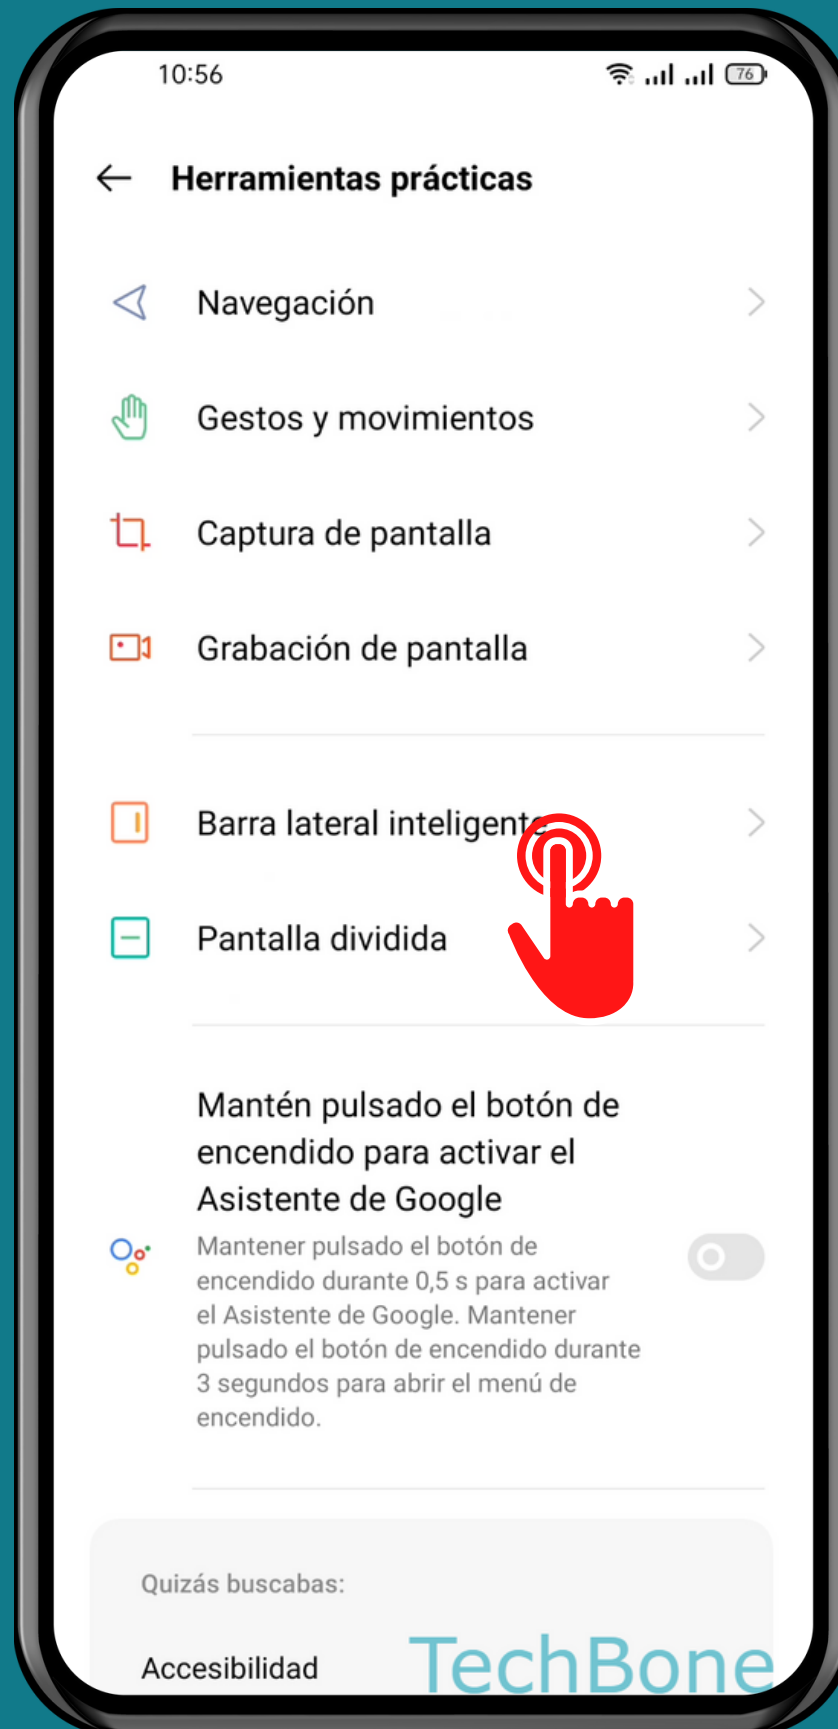 10:56
76
Herramientas prácticas
Navegación
Gestos y movimientos
Captura de pantalla
Grabación de pantalla
Barra lateral inteligente
Pantalla dividida
Mantén pulsado el botón de
encendido para activar el
Asistente de Google
Mantener pulsado el botón de
encendido durante 0,5 s para activar
el Asistente de Google. Mantener
pulsado el botón de encendido durante
3 segundos para abrir el menú de
encendido.
Quizás buscabas:
Accesibilidad
TechBone